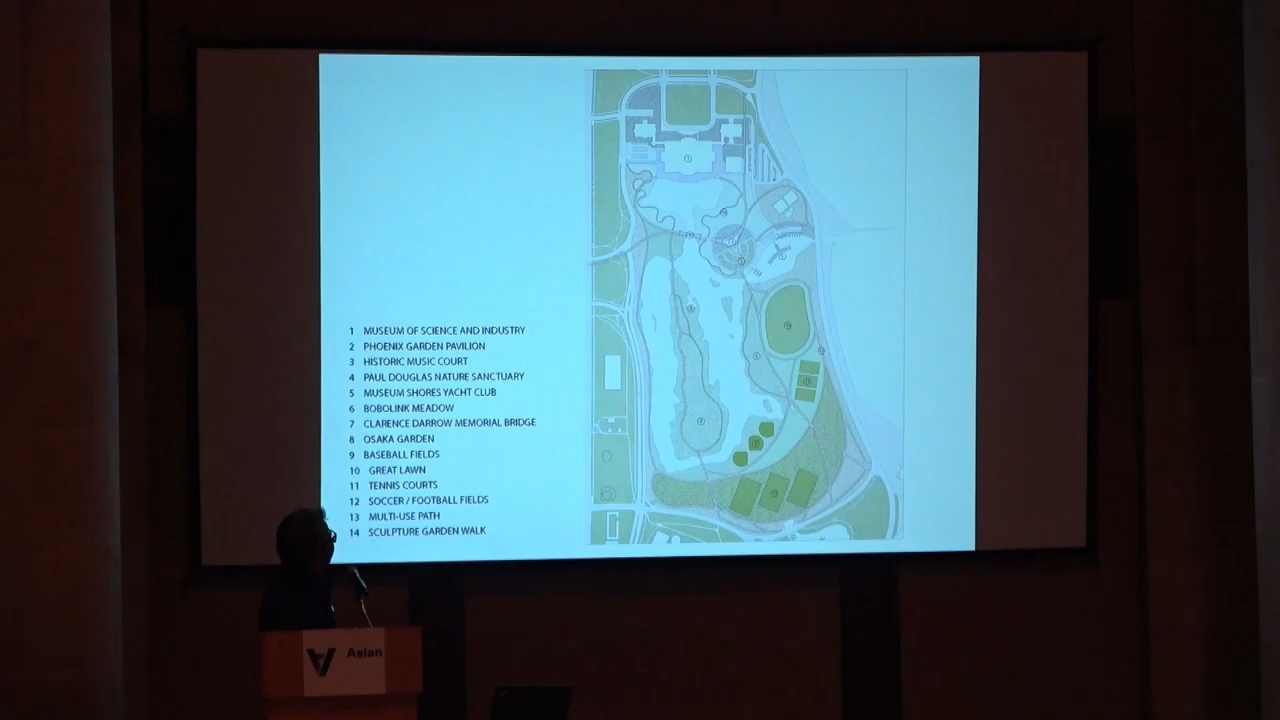 1 MUSEUM OF SCIENCE AND INDUSTRY
2 PHOENIX GARDEN PAVILION
3 HISTORIC MUSIC COURT
4 PAUL DOUGLAS NATURE SANCTUARY
5 MUSEUM SHORES YACHT CLUB
6 BOBOLINK MEADOW
7 CLARENCE DARROW MEMORIAL BRIDGE
8 OSAKA GARDEN
9 BASEBALL FIELDS
10 GREAT LAWN
11 TENNIS COURTS
12 SOCCER / FOOTBALL FIELDS
13 MULTI-USE PATH
14 SCULPTURE GARDEN WALK
Asian